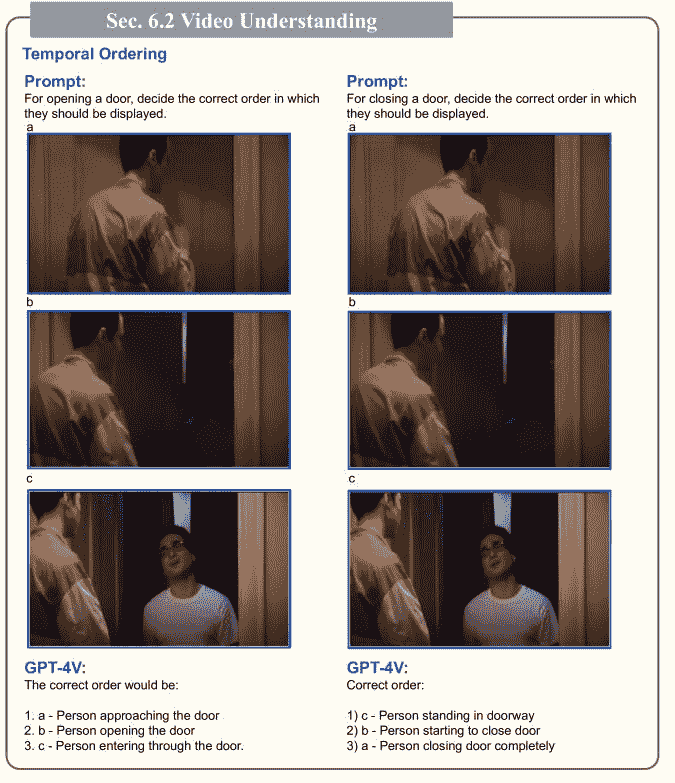 Sec. 6.2 Video Understanding
Temporal Ordering
Prompt:
For opening a door, decide the correct order in which
they should be displayed.
a
b
c
GPT-4V:
The correct order would be:
1. a - Person approaching the door
2. b - Person opening the door
3. c - Person entering through the door.
Prompt:
For closing a door, decide the correct order in which
they should be displayed.
a
b
c
GPT-4V:
Correct order:
1) c - Person standing in doorway
2) b - Person starting to close door
3) a - Person closing door completely